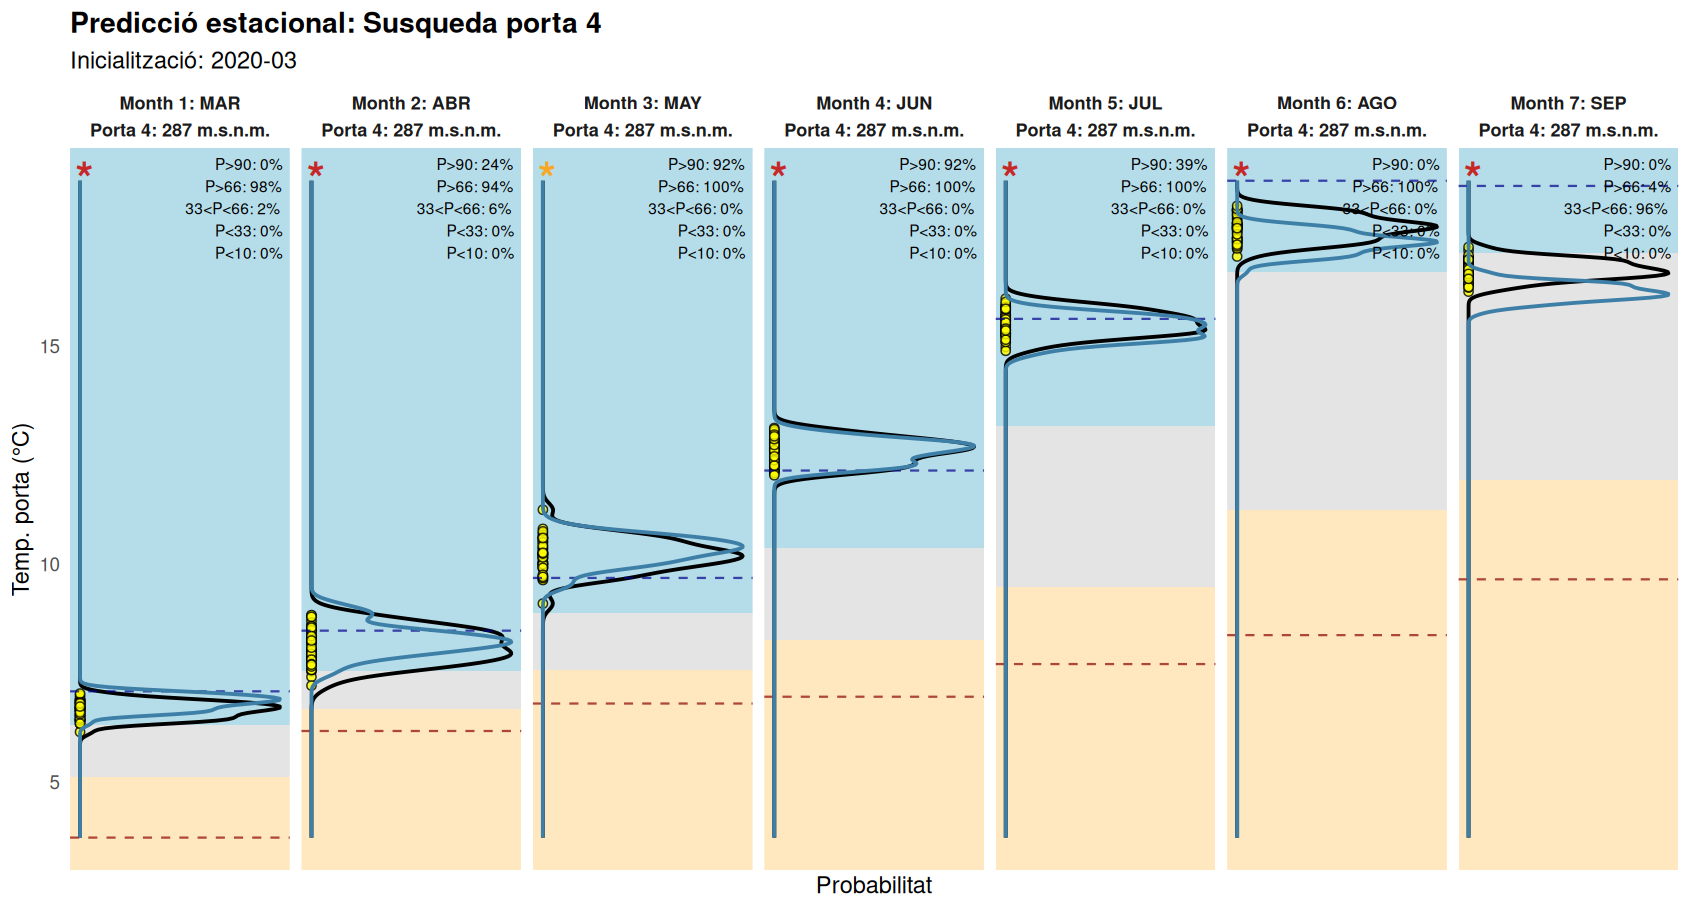 Predicció estacional: Susqueda porta 4
Inicialització: 2020-03
Month 1: MAR
Porta 4: 287 m.s.n.m.
Month 2: ABR
Porta 4: 287 m.s.n.m.
Month 3: MAY
Porta 4: 287 m.s.n.m.
Month 4: JUN
Porta 4: 287 m.s.n.m.
Month 5: JUL
Porta 4: 287 m.s.n.m.
Month 6: AGO
Porta 4: 287 m.s.n.m.
Month 7: SEP
Porta 4: 287 m.s.n.m.
*
P>90: 0%
P>66: 98%
33<P<66: 2%
P<33: 0%
P<10: 0%
*
P>90: 24%
P>66: 94%
33<P<66: 6%
P<33: 0%
P<10: 0%
*
P>90: 92%
P>66: 100%
33<P<66: 0%
P<33: 0%
P<10: 0%
*
P>90: 92%
P>66: 100%
33<P<66: 0%
P<33: 0%
P<10: 0%
*
P>90: 39%
P>66: 100%
33<P<66: 0%
P<33: 0%
P<10: 0%
*
P>90: 0%
P>66: 100%
33<P<66: 0%
P<33: 0%
P<10: 0%
*
P>90: 0%
P>66: 4%
33<P<66: 96%
P<33: 0%
P<10: 0%
15
10
5
Temp. porta (°C)
Probabilitat